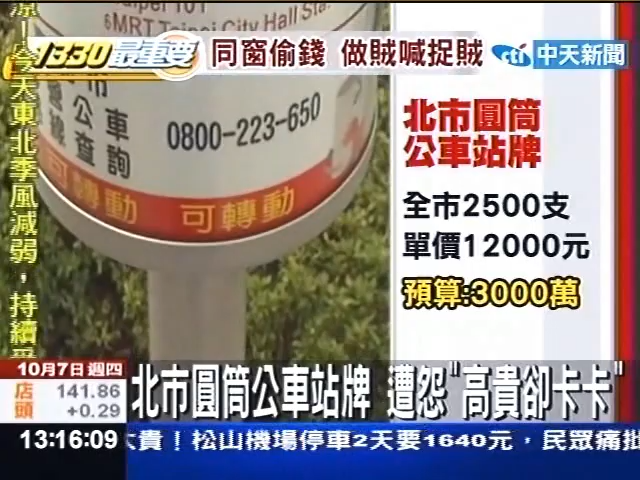 1330最重要
同窗偷錢 做賊喊捉賊
cti 中天新聞
！今天東北季風減弱，持續
Taipei 101
6MRT Taipei City Hall Sta
市
公車
線查詢
0800-223-650
可轉動 可轉動
北市圓筒
公車站牌
全市2500支
單價12000元
預算:3000萬
10月7日週四
店頭 141.86 +0.29
北市圓筒公車站牌 遭怨"高貴卻卡卡"
13:16:09
貴！松山機場停車2天要1640元，民眾痛批